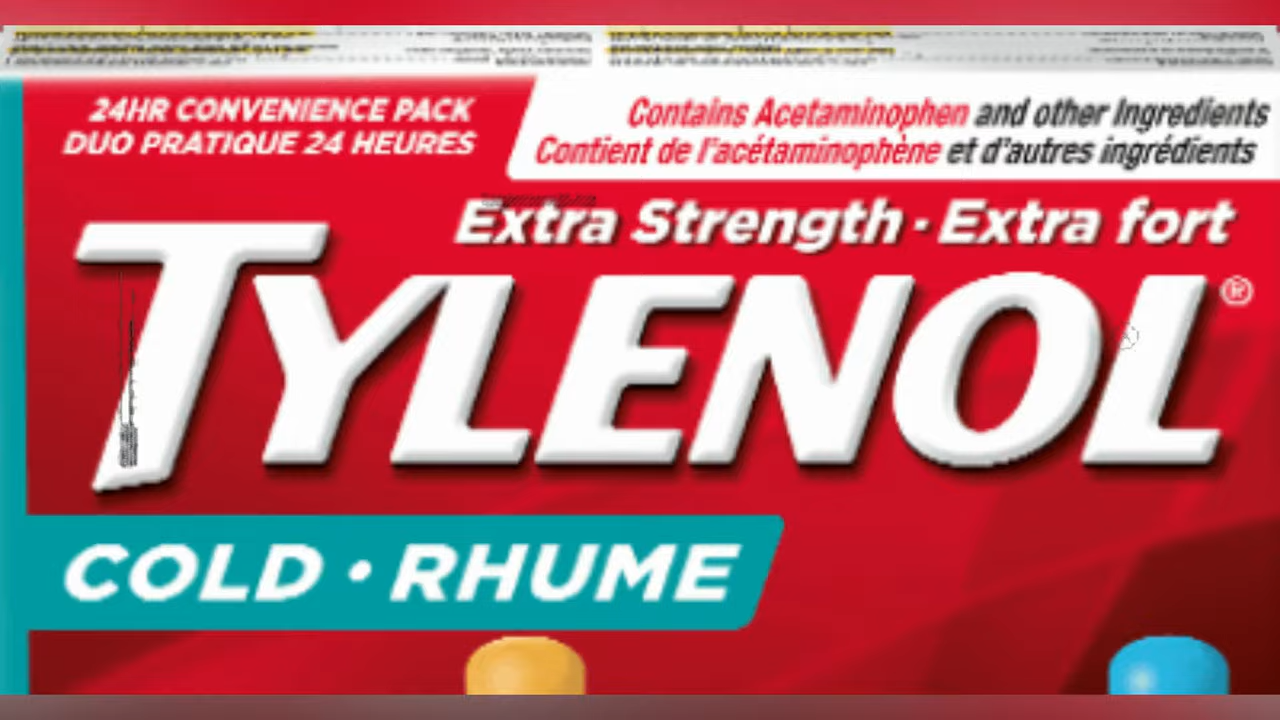 24HR CONVENIENCE PACK
DUO PRATIQUE 24 HEURES
Contains Acetaminophen and other Ingredients
Contient de l'acétaminophène et d'autres ingrédients
Extra Strength · Extra fort
TYLENOL®
COLD • RHUME